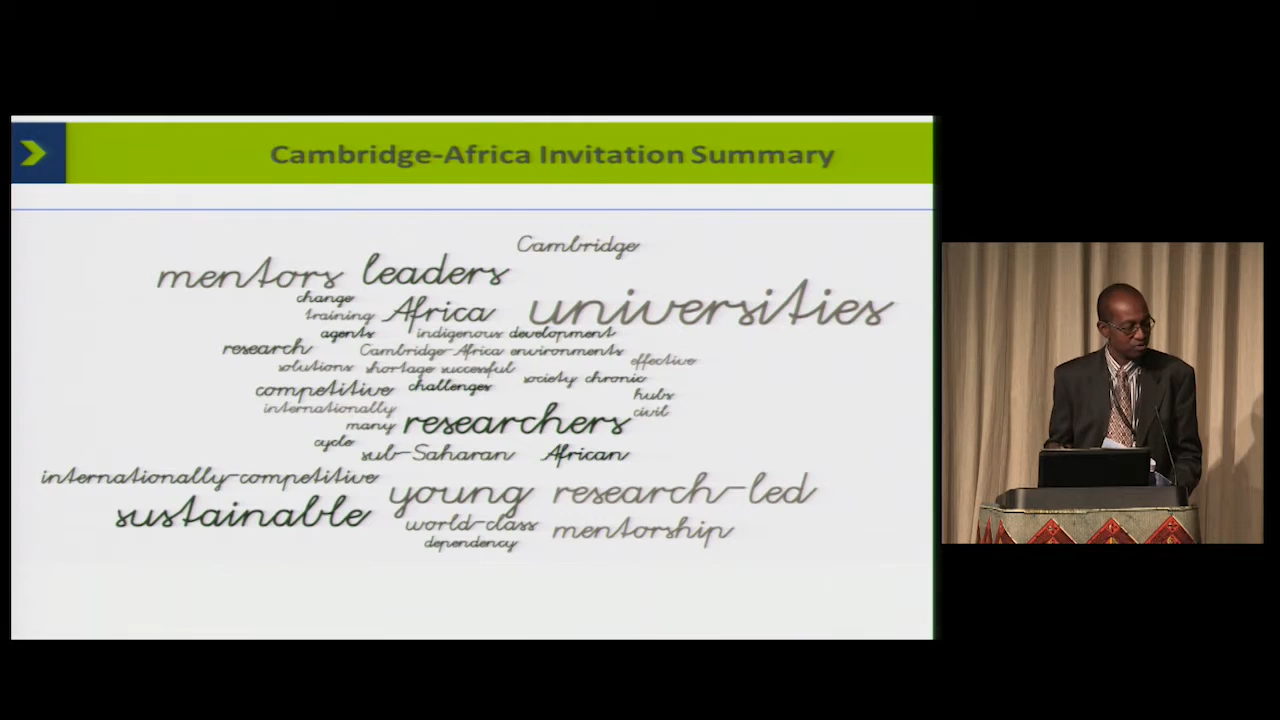 Cambridge-Africa Invitation Summary
Cambridge
mentors leaders
change
training Africa universities
agents indigenous development
research Cambridge-Africa environments
solutions shortage successful effective
competitive challenges society chronic
internationally hubs
many researchers civil
cycle
sub-Saharan African
internationally-competitive
young research-led
sustainable
world-class mentorship
dependency